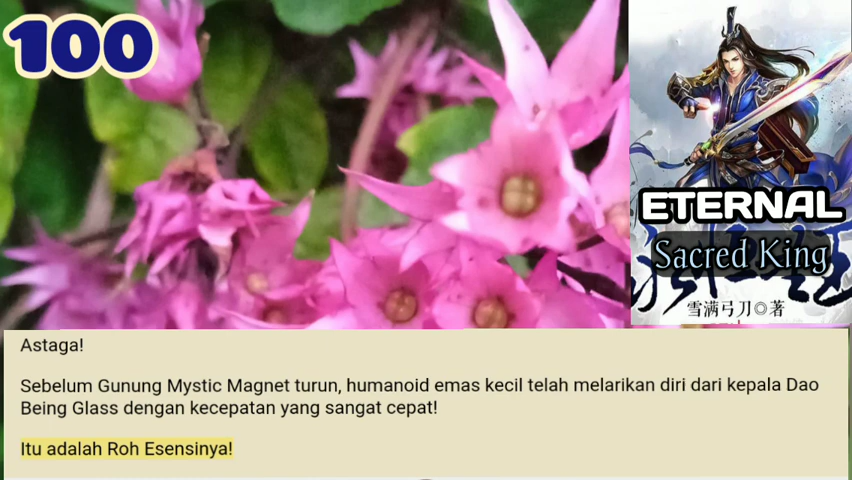 100
ETERNAL
Sacred King
雪满弓刀◎著
Astaga!
Sebelum Gunung Mystic Magnet turun, humanoid emas kecil telah melarikan diri dari kepala Dao
Being Glass dengan kecepatan yang sangat cepat!
Itu adalah Roh Esensinya!